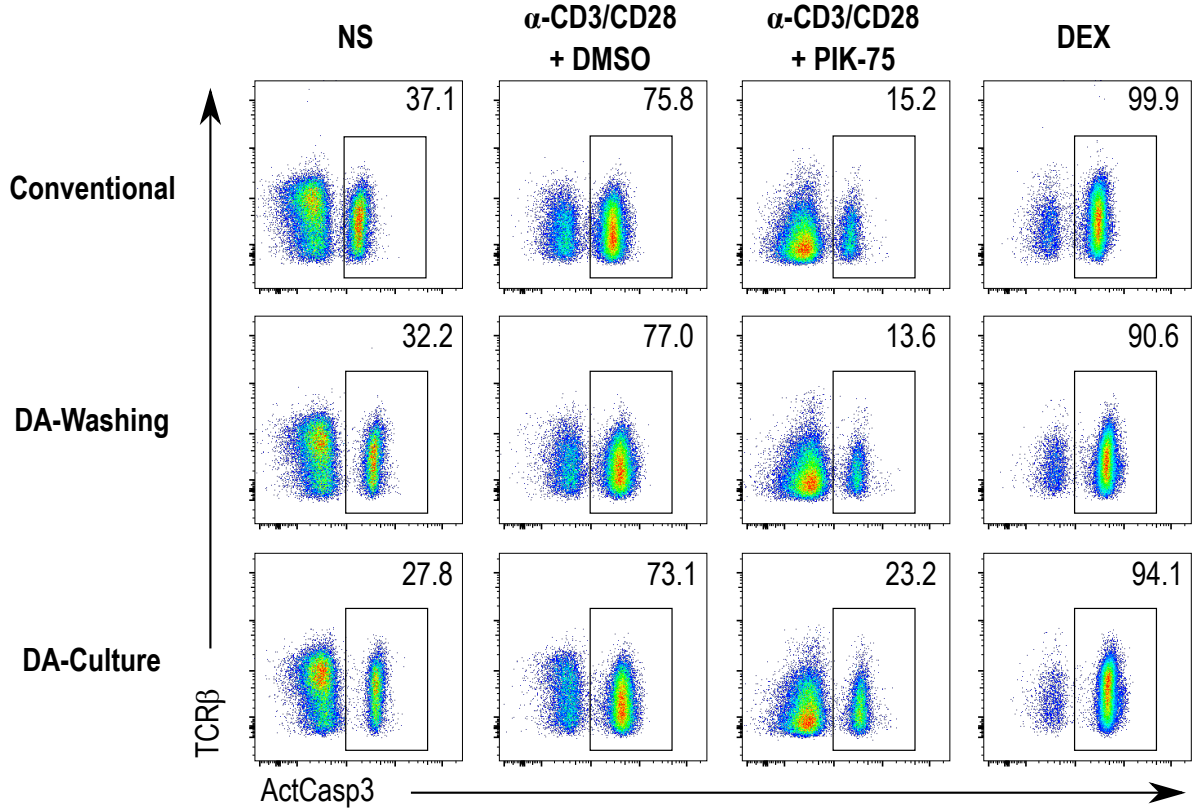 NS
α-CD3/CD28
+ DMSO
α-CD3/CD28
+ PIK-75
DEX
Conventional
37.1
75.8
15.2
99.9
DA-Washing
32.2
77.0
13.6
90.6
DA-Culture
27.8
73.1
23.2
94.1
TCRβ
ActCasp3